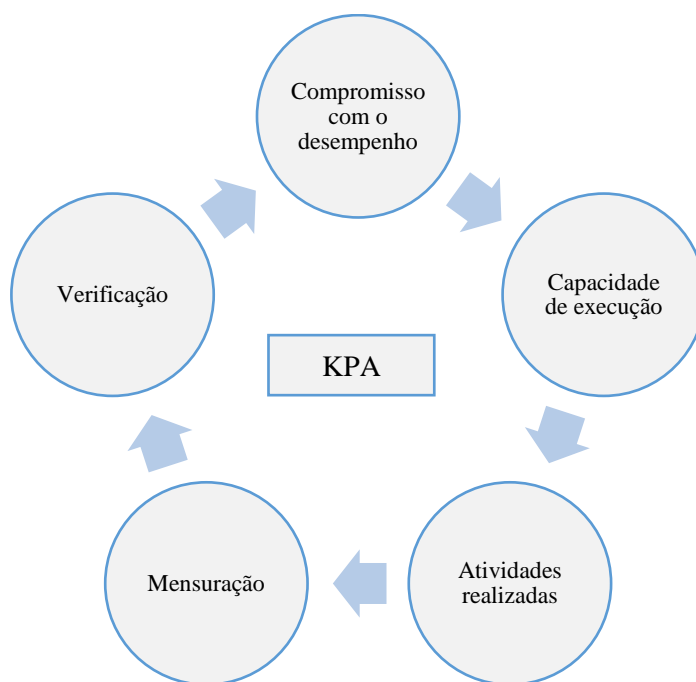 Compromisso
com o
desempenho
Capacidade
de execução
Verificação
KPA
Atividades
realizadas
Mensuração